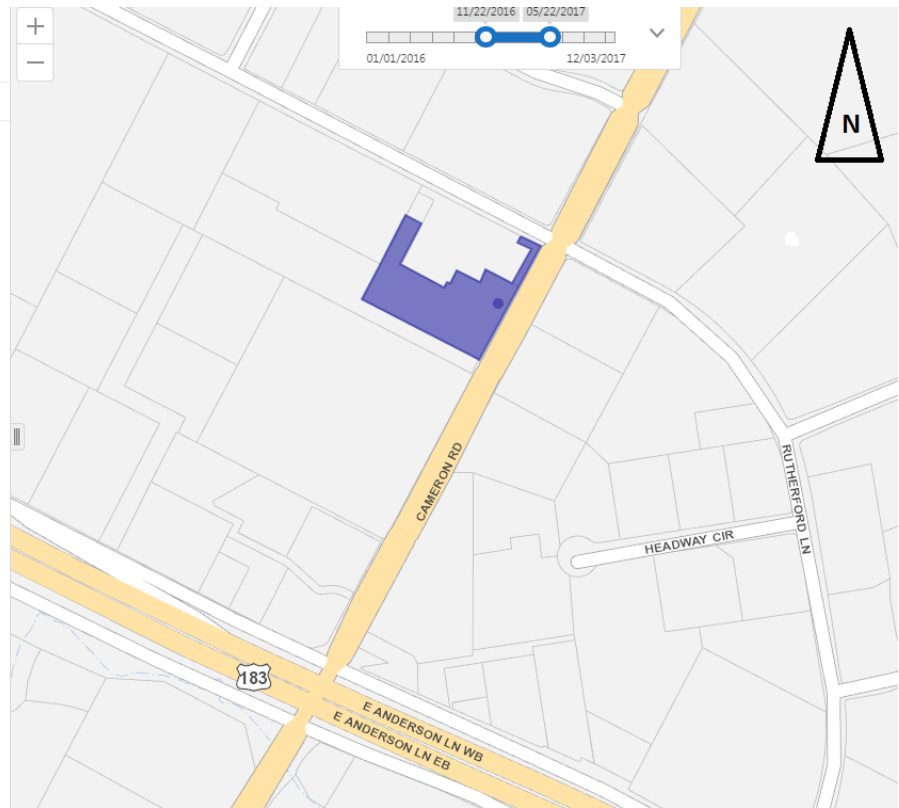 11/22/2016 05/22/2017
01/01/2016 12/03/2017
N
CAMERON RD
RUTHERFORD LN
HEADWAY CIR
183
E ANDERSON LN WB
E ANDERSON LN EB